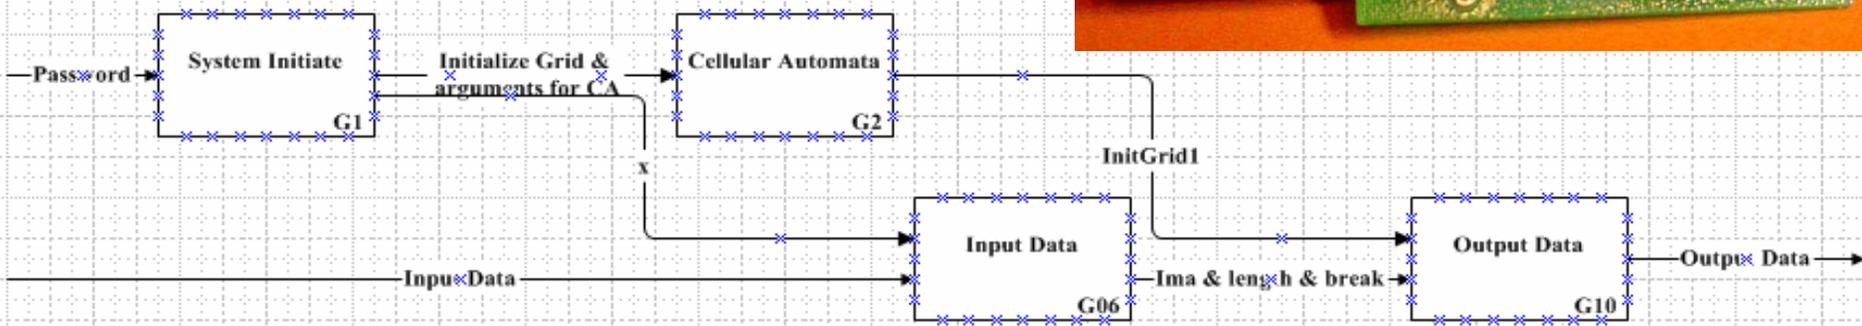 Password
System Initiate
G1
Initialize Grid &
arguments for CA
Cellular Automata
G2
x
InitGrid1
Input Data
Input Data
G06
Ima & length & break
Output Data
G10
Output Data